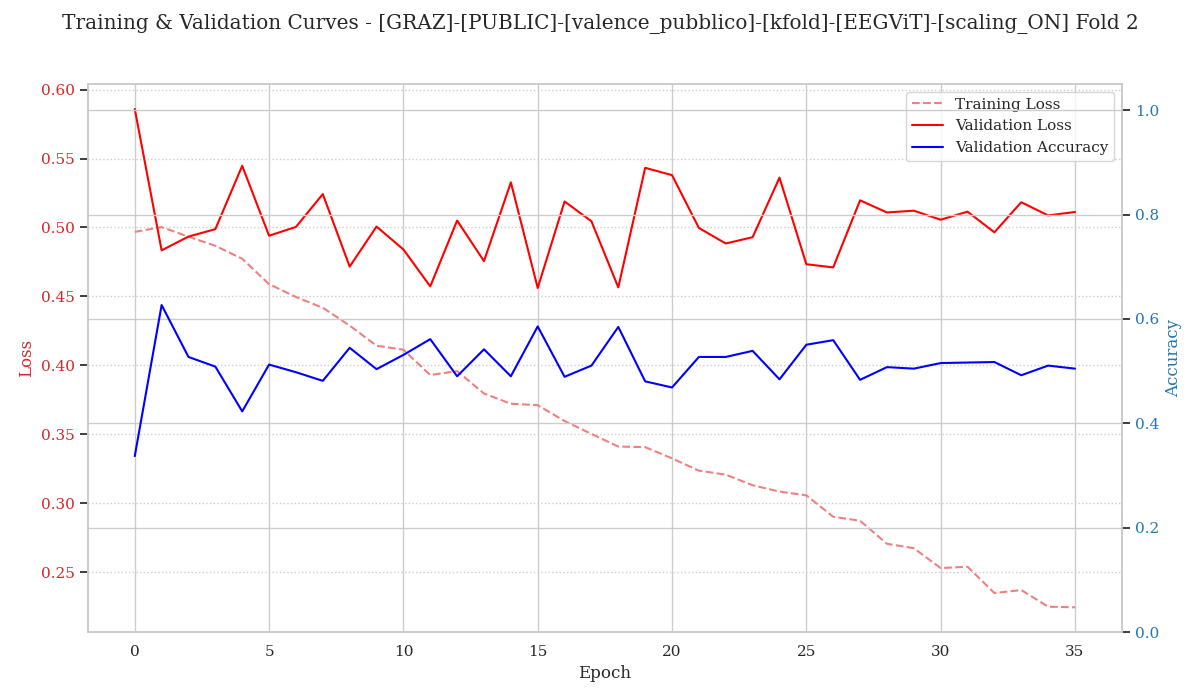 Training & Validation Curves - [GRAZ]-[PUBLIC]-[valence_pubblico]-[kfold]-[EEGViT]-[scaling_ON] Fold 2
Training Loss
Validation Loss
Validation Accuracy
0.60
0.55
0.50
0.45
0.40
0.35
0.30
0.25
Loss
1.0
0.8
0.6
0.4
0.2
0.0
Accuracy
0 5 10 15 20 25 30 35
Epoch